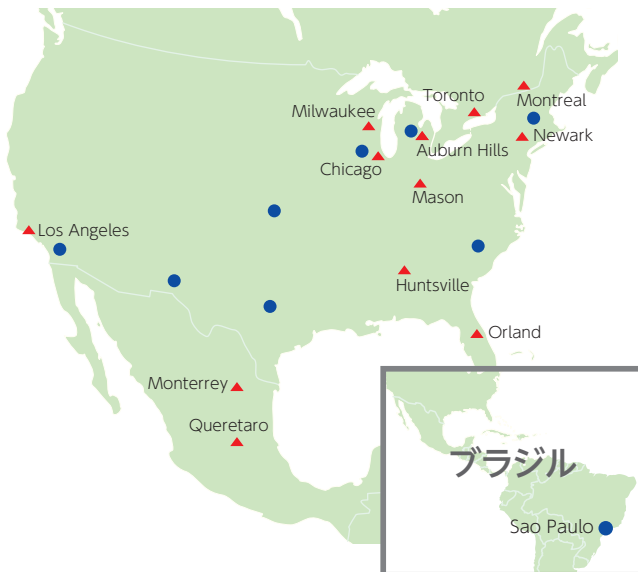 Toronto
Montreal
Milwaukee
Newark
Auburn Hills
Chicago
Mason
Los Angeles
Huntsville
Orland
Monterrey
Queretaro
ブラジル
Sao Paulo